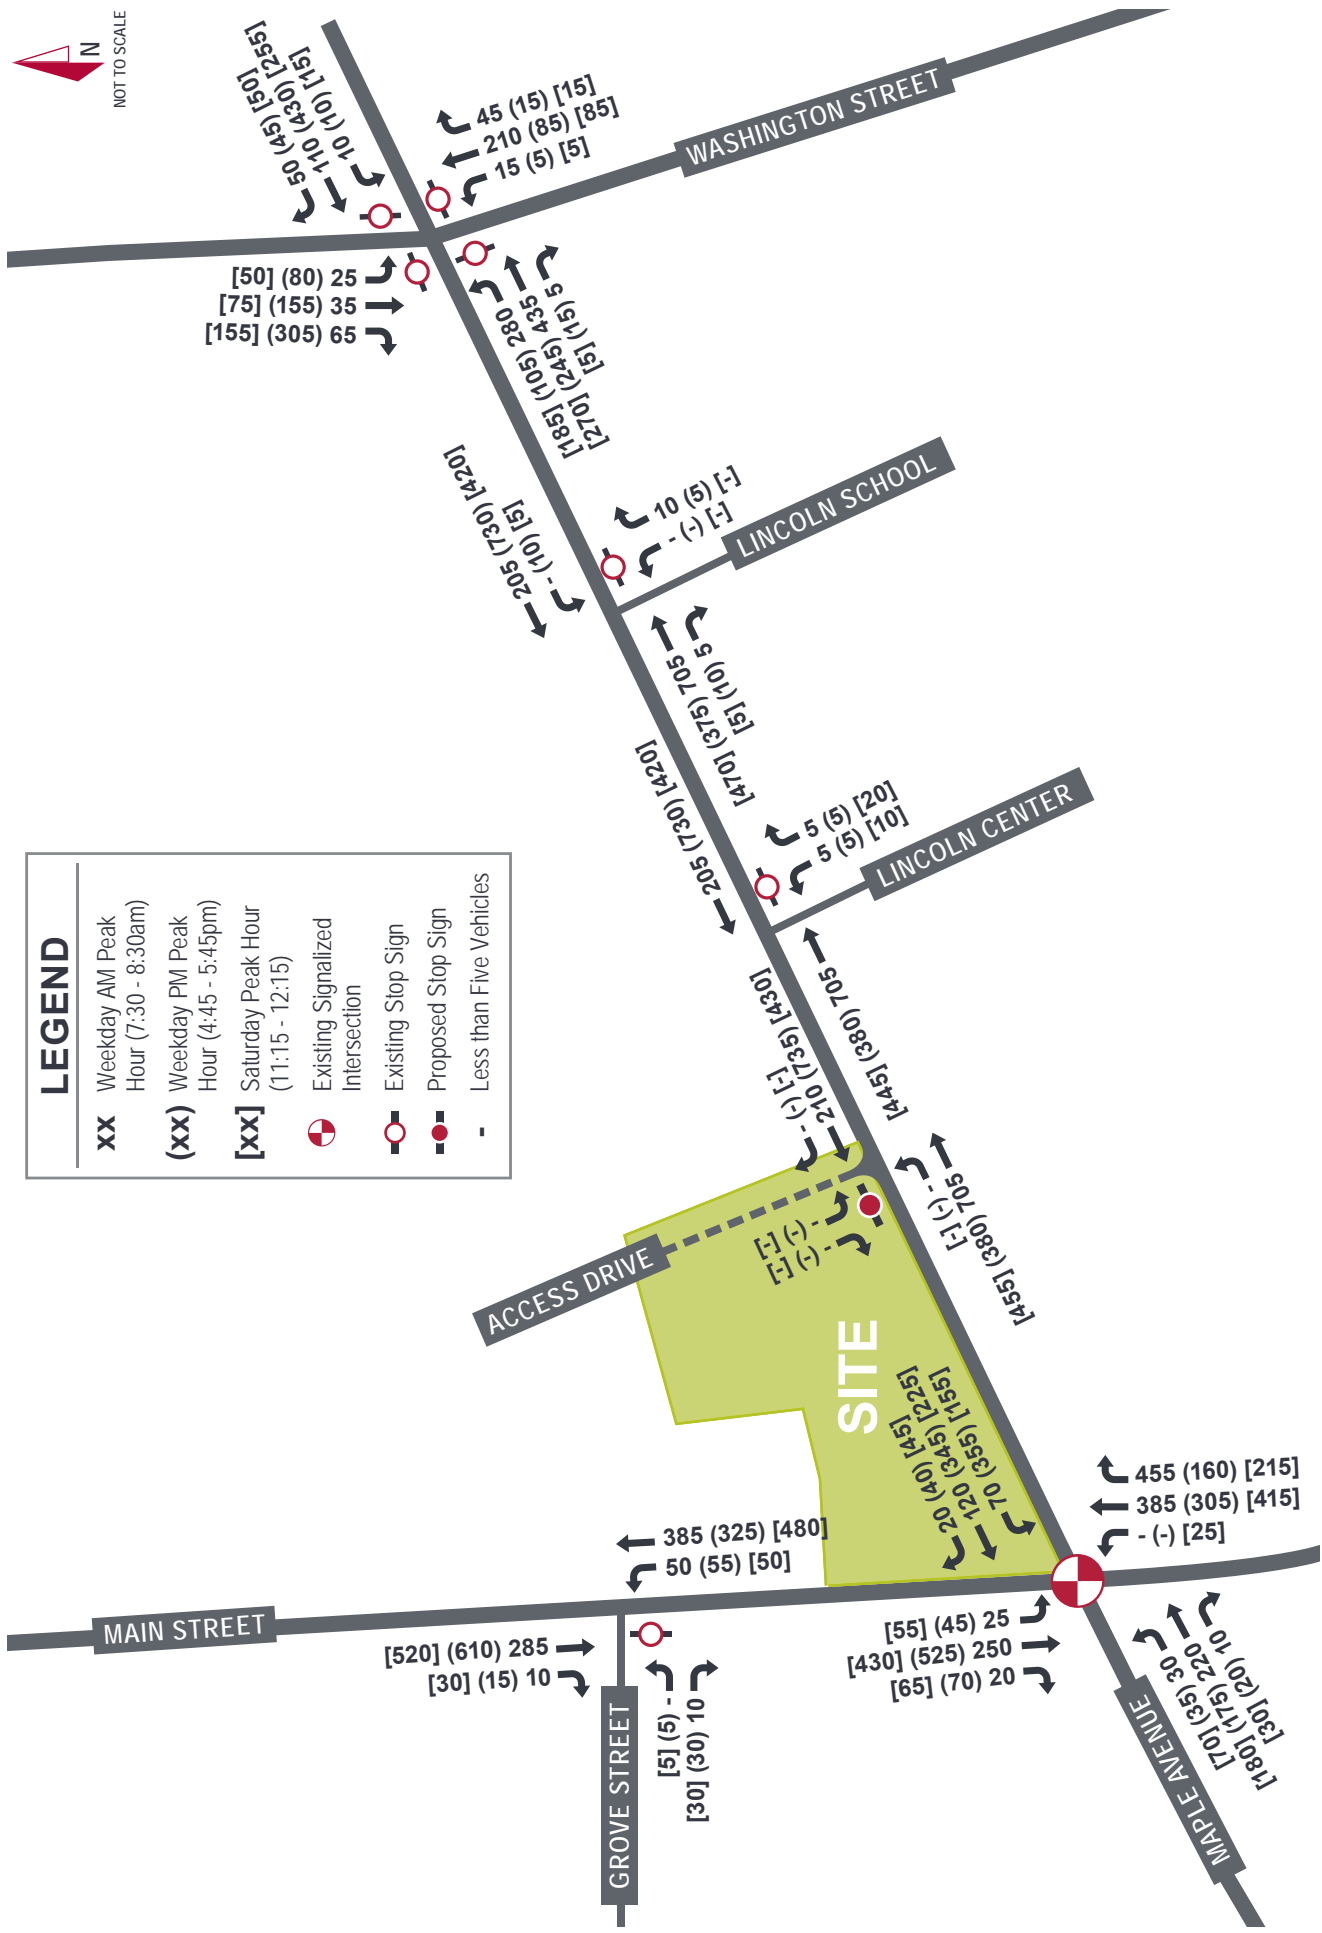 N
NOT TO SCALE
50 (45) [50]
110 (430) [255]
10 (10) [15]
45 (15) [15]
210 (85) [85]
15 (5) [5]
WASHINGTON STREET
[50] (80) 25
[75] (155) 35
[155] (305) 65
[185] (105) 280
[270] (245) 435
[5] (15) 5
205 (730) [420]
- (10) [5]
10 (5) [-]
- (-) [-]
LINCOLN SCHOOL
[470] (375) 705
[5] (10) 5
205 (730) [420]
5 (5) [20]
5 (5) [10]
LINCOLN CENTER
LEGEND
xx Weekday AM Peak
Hour (7:30 - 8:30am)
(xx) Weekday PM Peak
Hour (4:45 - 5:45pm)
[xx] Saturday Peak Hour
(11:15 - 12:15)
Existing Signalized
Intersection
Existing Stop Sign
Proposed Stop Sign
- Less than Five Vehicles
- (-) [-]
210 (735) [430]
[445] (380) 705
ACCESS DRIVE
[-] (-) -
[-] (-) -
[-] (-) -
[455] (380) 705
SITE
20 (40) [45]
120 (345) [225]
70 (355) [155]
385 (325) [480]
50 (55) [50]
455 (160) [215]
385 (305) [415]
- (-) [25]
MAIN STREET
[520] (610) 285
[30] (15) 10
[55] (45) 25
[430] (525) 250
[65] (70) 20
GROVE STREET
[5] (5) -
[30] (30) 10
MAPLE AVENUE
[70] (35) 30
[180] (175) 220
[30] (20) 10